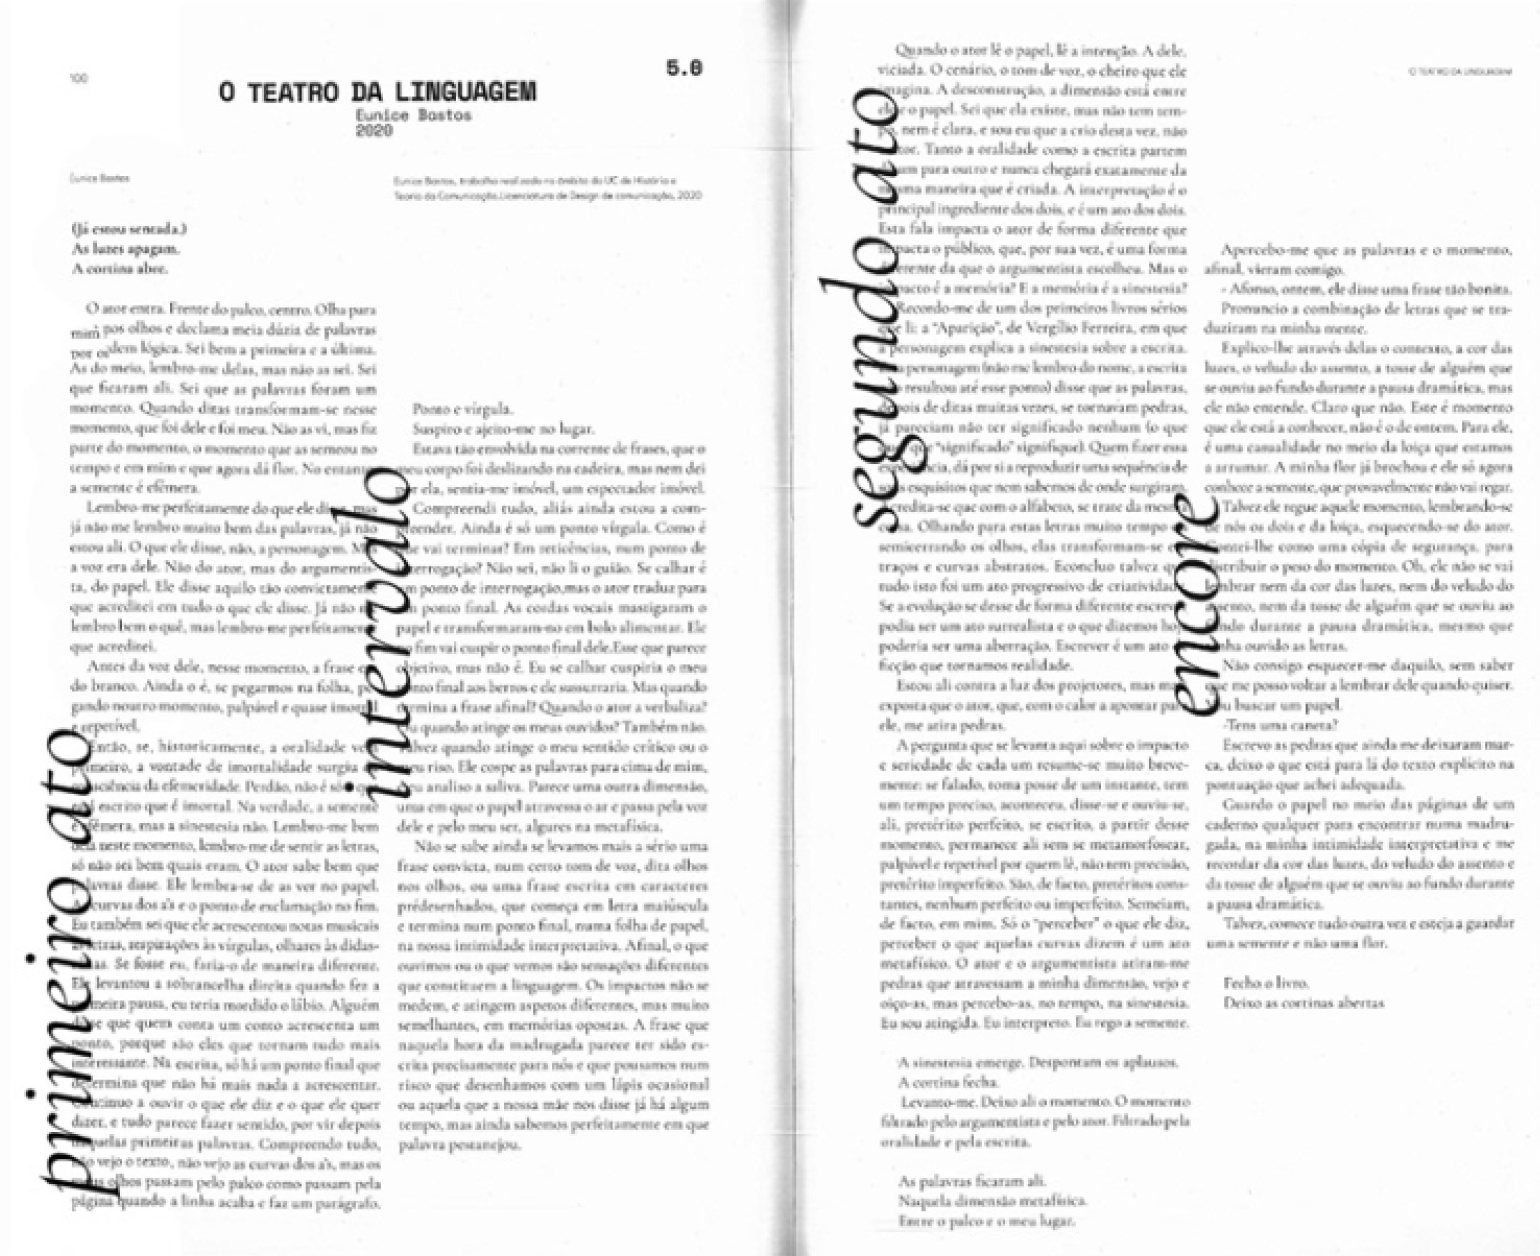 100
5.0
O TEATRO DA LINGUAGEM
Eunice Bastos
2020
Eunice Bastos
Eunice Bastos, trabalho realizado no âmbito da UC de História e
Teoria da Comunicação, Licenciatura de Design de comunicação, 2020
(Já estou sentada.)
As luzes apagam.
A cortina abre.
primeiro ato
O ator entra. Frente do palco, centro. Olha para
mim pos olhos e declama meia dúzia de palavras
por ordem lógica. Sei bem a primeira e a última.
As do meio, lembro-me delas, mas não as sei. Sei
que ficaram ali. Sei que as palavras foram um
momento. Quando ditas transformam-se nesse
momento, que foi dele e foi meu. Não as vi, mas fiz
parte do momento, o momento que as semeou no
tempo e em mim e que agora dá flor. No entanto
a semente é efêmera.
Lembro-me perfeitamente do que ele disse, mas
já não me lembro muito bem das palavras, já não
estou ali. O que ele disse, não, a personagem. Mas
a voz era dele. Não do ator, mas do argumentis-
ta, do papel. Ele disse aquilo tão convictamente
que acreditei em tudo o que ele disse. Já não me
lembro bem o quê, mas lembro-me perfeitamente
que acreditei.
Antes da voz dele, nesse momento, a frase
do branco. Ainda o é, se pegarmos na folha, pe
gando noutro momento, palpável e quase imortal
e repetível.
Então, se, historicamente, a oralidade veio
primeiro, a vontade de imortalidade surgiu
consciência da efemeridade. Perdão, não é só o que
está escrito que é imortal. Na verdade, a semente
é efêmera, mas a sinestesia não. Lembro-me bem
dela neste momento, lembro-me de sentir as letras,
só não sei bem quais eram. O ator sabe bem que
palavras disse. Ele lembra-se de as ver no papel.
As curvas dos a's e o ponto de exclamação no fim.
Eu também sei que ele acrescentou notas musicais
às letras, respirações às vírgulas, olhares às didas-
cálias. Se fosse eu, faria-o de maneira diferente.
Ele levantou a sobrancelha direita quando fez a
primeira pausa, eu teria mordido o lábio. Alguém
disse que quem conta um conto acrescenta um
ponto, porque são eles que tornam tudo mais
interessante. Na escrita, só há um ponto final que
determina que não há mais nada a acrescentar.
Continuo a ouvir o que ele diz e o que ele quer
dizer, e tudo parece fazer sentido, por vir depois
daquelas primeiras palavras. Compreendo tudo,
não vejo o texto, não vejo as curvas dos a's, mas os
meus olhos passam pelo palco como passam pela
página quando a linha acaba e faz um parágrafo.
intervalo
Ponto e vírgula.
Suspiro e ajeito-me no lugar.
Estava tão envolvida na corrente de frases, que o
meu corpo foi deslizando na cadeira, mas nem dei
por ela, sentia-me imóvel, um espectador imóvel.
Compreendi tudo, aliás ainda estou a com-
preender. Ainda é só um ponto vírgula. Como é
que vai terminar? Em reticências, num ponto de
interrogação? Não sei, não li o guião. Se calhar é
um ponto de interrogação,mas o ator traduz para
um ponto final. As cordas vocais mastigaram o
papel e transformaram-no em bolo alimentar. Ele
no fim vai cuspir o ponto final dele.Esse que parece
objetivo, mas não é. Eu se calhar cuspiria o meu
ponto final aos berros e ele sussurraria. Mas quando
termina a frase afinal? Quando o ator a verbaliza?
Ou quando atinge os meus ouvidos? Também não.
Talvez quando atinge o meu sentido crítico ou o
meu riso. Ele cospe as palavras para cima de mim,
eu analiso a saliva. Parece uma outra dimensão,
uma em que o papel atravessa o ar e passa pela voz
dele e pelo meu ser, algures na metafísica.
Não se sabe ainda se levamos mais a sério uma
frase convicta, num certo tom de voz, dita olhos
nos olhos, ou uma frase escrita em caracteres
prédesenhados, que começa em letra maiúscula
e termina num ponto final, numa folha de papel,
na nossa intimidade interpretativa. Afinal, o que
ouvimos ou o que vemos são sensações diferentes
que constituem a linguagem. Os impactos não se
medem, e atingem aspetos diferentes, mas muito
semelhantes, em memórias opostas. A frase que
naquela hora da madrugada parece ter sido es-
crita precisamente para nós e que pousamos num
risco que desenhamos com um lápis ocasional
ou aquela que a nossa mãe nos disse já há algum
tempo, mas ainda sabemos perfeitamente em que
palavra pestanejou.
segundo ato
Quando o ator lê o papel, lê a intenção. A dele,
viciada. O cenário, o tom de voz, o cheiro que ele
imagina. A desconstrução, a dimensão está entre
ele e o papel. Sei que ela existe, mas não tem tem-
po, nem é clara, e sou eu que a crio desta vez, não
o ator. Tanto a oralidade como a escrita partem
de um para outro e nunca chegará exatamente da
mesma maneira que é criada. A interpretação é o
principal ingrediente dos dois, e é um ato dos dois.
Esta fala impacta o ator de forma diferente que
impacta o público, que, por sua vez, é uma forma
diferente da que o argumentista escolheu. Mas o
impacto é a memória? E a memória é a sinestesia?
Recordo-me de um dos primeiros livros sérios
que li: a "Aparição", de Vergílio Ferreira, em que
a personagem explica a sinestesia sobre a escrita.
personagem (não me lembro do nome, a escrita
resultou até esse ponto) disse que as palavras,
depois de ditas muitas vezes, se tornavam pedras,
já pareciam não ter significado nenhum (o que
quer que "significado" signifique). Quem fizer essa
experiência, dá por si a reproduzir uma sequência de
sons esquisitos que nem sabemos de onde surgiram.
Acredita-se que com o alfabeto, se trate da mesma
coisa. Olhando para estas letras muito tempo e
semicerrando os olhos, elas transformam-se em
traços e curvas abstratos. Econcluo talvez que
tudo isto foi um ato progressivo de criatividade.
Se a evolução se desse de forma diferente escrever
podia ser um ato surrealista e o que dizemos hoje
poderia ser uma aberração. Escrever é um ato de
ficção que tornamos realidade.
Estou ali contra a luz dos projetores, mas mais
exposta que o ator, que, com o calor a apontar para
ele, me atira pedras.
A pergunta que se levanta aqui sobre o impacto
e seriedade de cada um resume-se muito breve-
mente: se falado, toma posse de um instante, tem
um tempo preciso, aconteceu, disse-se e ouviu-se,
ali, pretérito perfeito, se escrito, a partir desse
momento, permanece ali sem se metamorfosear,
palpável e repetível por quem lê, não tem precisão,
pretérito imperfeito. São, de facto, pretéritos cons-
tantes, nenhum perfeito ou imperfeito. Semeiam,
de facto, em mim. Só o "perceber" o que ele diz,
perceber o que aquelas curvas dizem é um ato
metafísico. O ator e o argumentista atiram-me
pedras que atravessam a minha dimensão, vejo e
oiço-as, mas percebo-as, no tempo, na sinestesia.
Eu sou atingida. Eu interpreto. Eu rego a semente.
A sinestesia emerge. Despontam os aplausos.
A cortina fecha.
Levanto-me. Deixo ali o momento. O momento
filtrado pelo argumentista e pelo ator. Filtrado pela
oralidade e pela escrita.
As palavras ficaram ali.
Naquela dimensão metafísica.
Entre o palco e o meu lugar.
O TEATRO DA LINGUAGEM
encore
Apercebo-me que as palavras e o momento,
afinal, vieram comigo.
- Afonso, ontem, ele disse uma frase tão bonita.
Pronuncio a combinação de letras que se tra-
duziram na minha mente.
Explico-lhe através delas o contexto, a cor das
luzes, o veludo do assento, a tosse de alguém que
se ouviu ao fundo durante a pausa dramática, mas
ele não entende. Claro que não. Este é momento
que ele está a conhecer, não é o de ontem. Para ele,
é uma casualidade no meio da loiça que estamos
a arrumar. A minha flor já brochou e ele só agora
conhece a semente, que provavelmente não vai regar.
Talvez ele regue aquele momento, lembrando-se
de nós os dois e da loiça, esquecendo-se do ator.
Contei-lhe como uma cópia de segurança, para
distribuir o peso do momento. Oh, ele não se vai
lembrar nem da cor das luzes, nem do veludo do
assento, nem da tosse de alguém que se ouviu ao
fundo durante a pausa dramática, mesmo que
tenha ouvido as letras.
Não consigo esquecer-me daquilo, sem saber
que me posso voltar a lembrar dele quando quiser.
Vou buscar um papel.
-Tens uma caneta?
Escrevo as pedras que ainda me deixaram mar-
ca, deixo o que está para lá do texto explícito na
pontuação que achei adequada.
Guardo o papel no meio das páginas de um
caderno qualquer para encontrar numa madru-
gada, na minha intimidade interpretativa e me
recordar da cor das luzes, do veludo do assento e
da tosse de alguém que se ouviu ao fundo durante
a pausa dramática.
Talvez, comece tudo outra vez e esteja a guardar
uma semente e não uma flor.
Fecho o livro.
Deixo as cortinas abertas